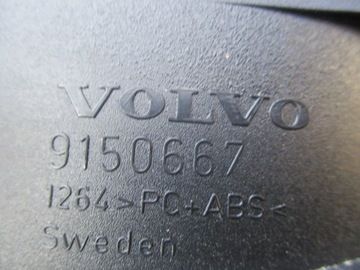 VOLVO
9150667
1264 >PC+ABS<
Sweden